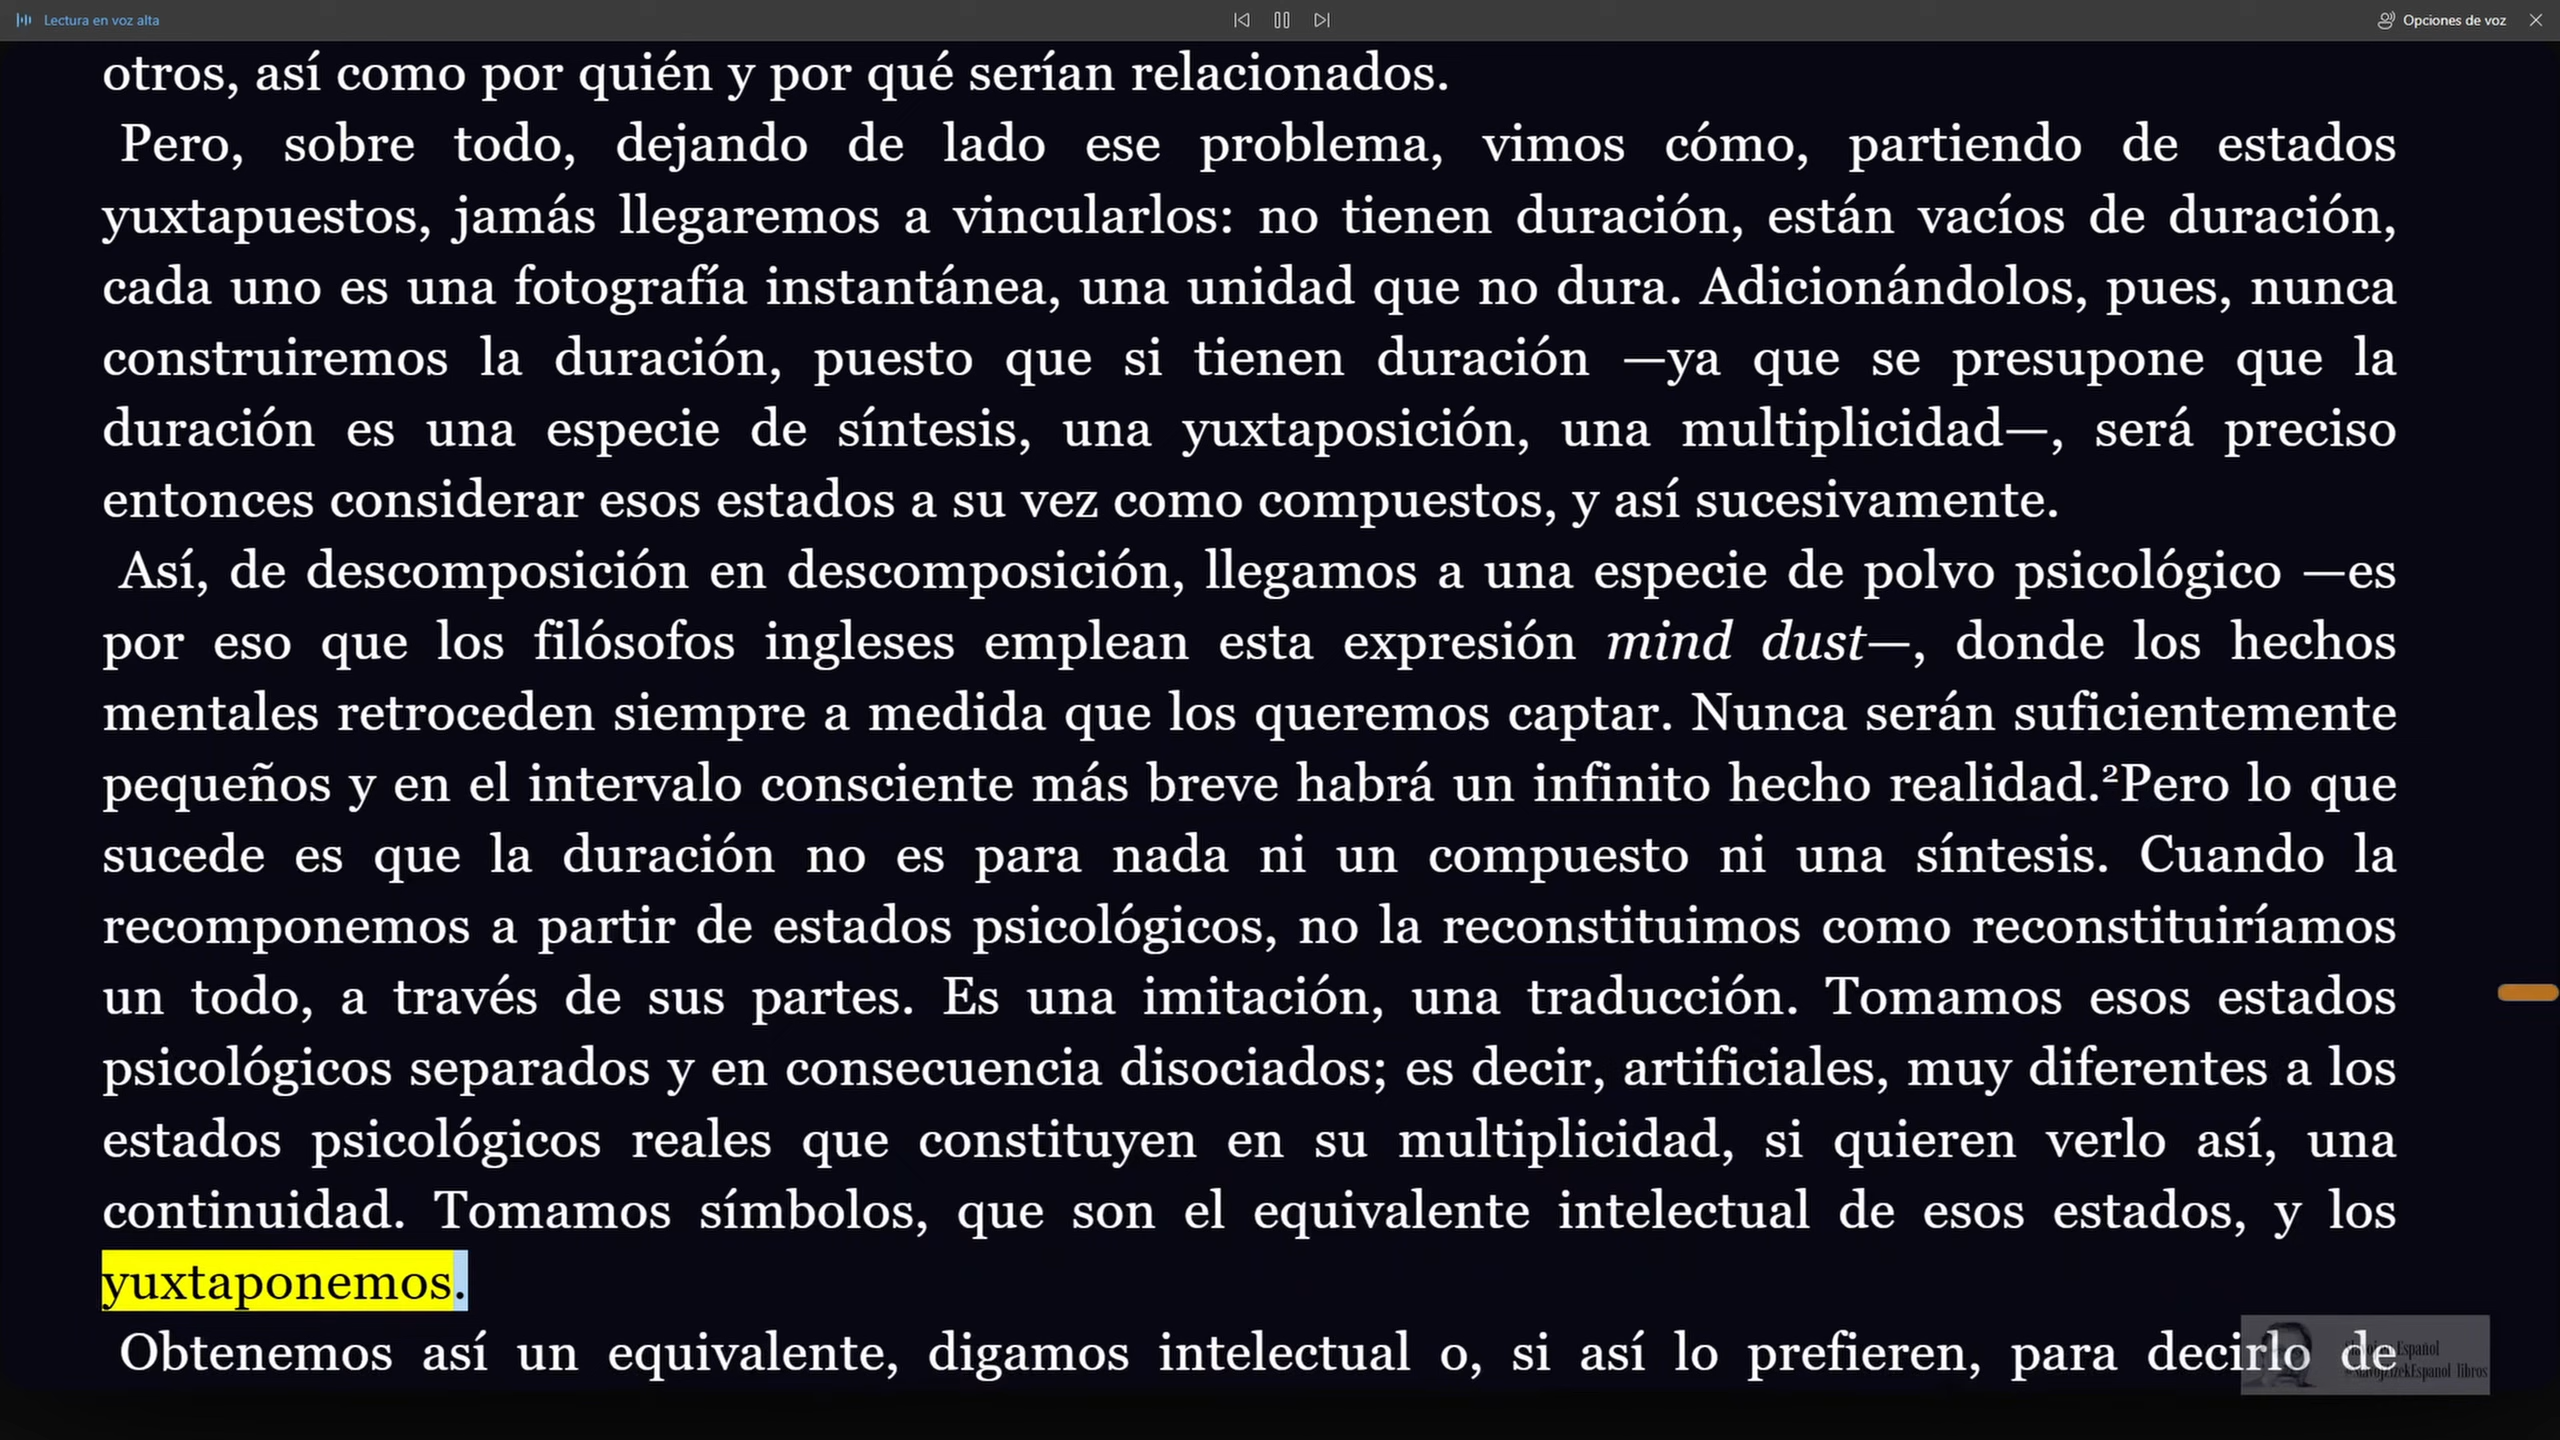 Lectura en voz alta
Opciones de voz
otros, así como por quién y por qué serían relacionados.
Pero, sobre todo, dejando de lado ese problema, vimos cómo, partiendo de estados
yuxtapuestos, jamás llegaremos a vincularlos: no tienen duración, están vacíos de duración,
cada uno es una fotografía instantánea, una unidad que no dura. Adicionándolos, pues, nunca
construiremos la duración, puesto que si tienen duración —ya que se presupone que la
duración es una especie de síntesis, una yuxtaposición, una multiplicidad—, será preciso
entonces considerar esos estados a su vez como compuestos, y así sucesivamente.
Así, de descomposición en descomposición, llegamos a una especie de polvo psicológico —es
por eso que los filósofos ingleses emplean esta expresión mind dust—, donde los hechos
mentales retroceden siempre a medida que los queremos captar. Nunca serán suficientemente
pequeños y en el intervalo consciente más breve habrá un infinito hecho realidad.²Pero lo que
sucede es que la duración no es para nada ni un compuesto ni una síntesis. Cuando la
recomponemos a partir de estados psicológicos, no la reconstituimos como reconstituiríamos
un todo, a través de sus partes. Es una imitación, una traducción. Tomamos esos estados
psicológicos separados y en consecuencia disociados; es decir, artificiales, muy diferentes a los
estados psicológicos reales que constituyen en su multiplicidad, si quieren verlo así, una
continuidad. Tomamos símbolos, que son el equivalente intelectual de esos estados, y los
yuxtaponemos.
Obtenemos así un equivalente, digamos intelectual o, si así lo prefieren, para decirlo de
Español
libros